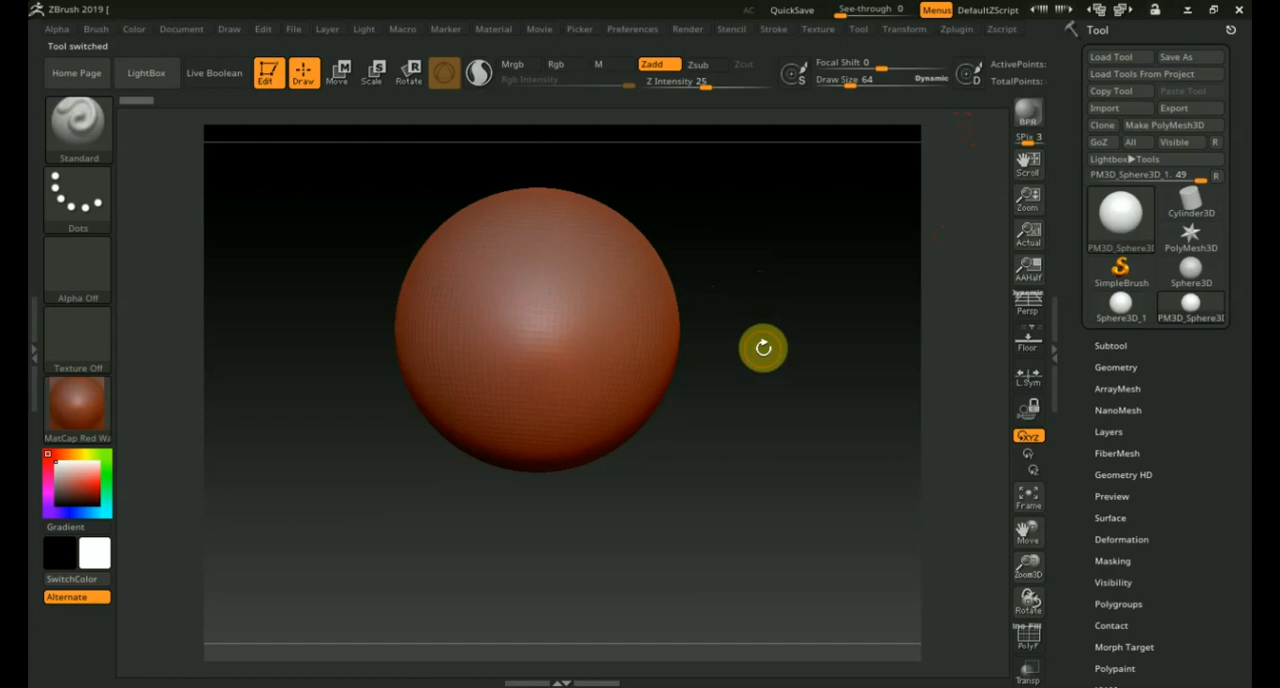 ZBrush 2019 [
AC QuickSave See-through 0 Menus DefaultZScript
Alpha Brush Color Document Draw Edit File Layer Light Macro Marker Material Movie Picker Preferences Render Stencil Stroke Texture Tool Transform Zplugin Zscript
Tool switched
Home Page LightBox Live Boolean Edit Draw Move Scale Rotate
Mrgb Rgb M Zadd Zsub Zcut
Rgb Intensity Z Intensity 25
Focal Shift 0
Draw Size 64 Dynamic
S
D
ActivePoints:
TotalPoints:
Standard
Dots
Alpha Off
Texture Off
MatCap Red Wa
Gradient
SwitchColor
Alternate
BPR
SPix 3
Scroll
Zoom
Actual
AAHalf
Dynamic
Persp
Floor
L.Sym
XYZ
Frame
Move
Zoom3D
Rotate
Line Fill
PolyF
Transp
Tool
Load Tool Save As
Load Tools From Project
Copy Tool Paste Tool
Import Export
Clone Make PolyMesh3D
GoZ All Visible R
Lightbox▶Tools
PM3D_Sphere3D_1. 49 R
PM3D_Sphere3D Cylinder3D
PolyMesh3D
SimpleBrush Sphere3D
Sphere3D_1 PM3D_Sphere3D
Subtool
Geometry
ArrayMesh
NanoMesh
Layers
FiberMesh
Geometry HD
Preview
Surface
Deformation
Masking
Visibility
Polygroups
Contact
Morph Target
Polypaint